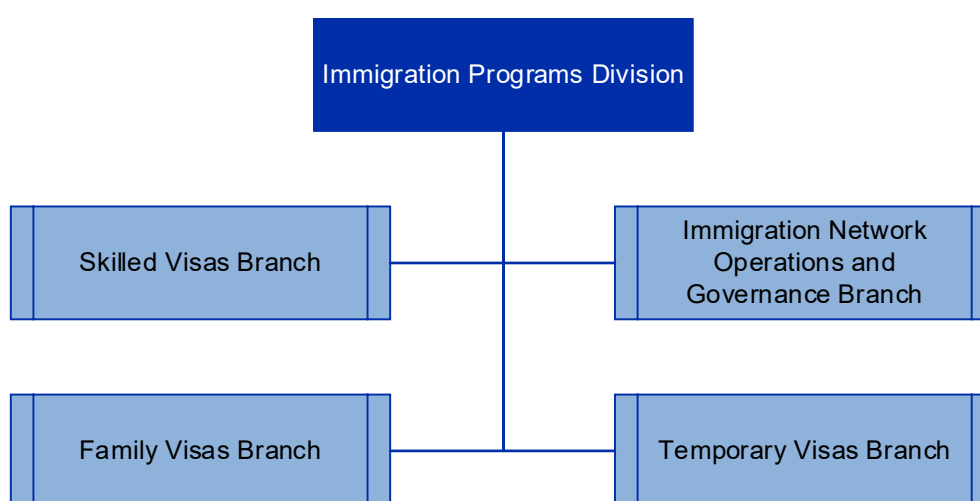 Immigration Programs Division
Skilled Visas Branch
Immigration Network
Operations and
Governance Branch
Family Visas Branch
Temporary Visas Branch